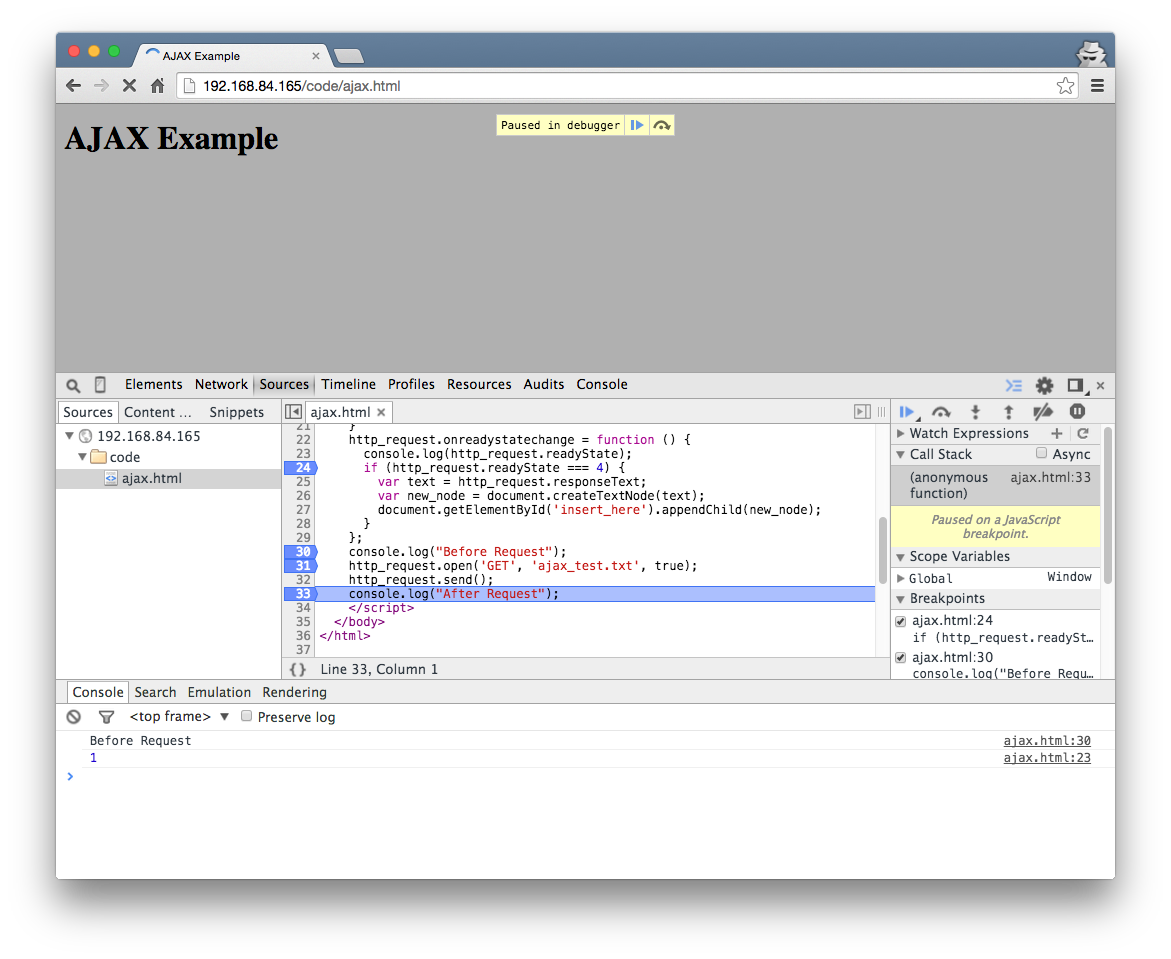 AJAX Example
192.168.84.165/code/ajax.html
AJAX Example
Paused in debugger
Elements Network Sources Timeline Profiles Resources Audits Console
Sources Content ... Snippets
192.168.84.165
code
ajax.html
ajax.html
21 }
22 http_request.onreadystatechange = function () {
23 console.log(http_request.readyState);
24 if (http_request.readyState === 4) {
25 var text = http_request.responseText;
26 var new_node = document.createTextNode(text);
27 document.getElementById('insert_here').appendChild(new_node);
28 }
29 };
30 console.log("Before Request");
31 http_request.open('GET', 'ajax_test.txt', true);
32 http_request.send();
33 console.log("After Request");
34 </script>
35 </body>
36 </html>
37
{} Line 33, Column 1
Watch Expressions
Call Stack Async
(anonymous ajax.html:33
function)
Paused on a JavaScript
breakpoint.
Scope Variables
Global Window
Breakpoints
ajax.html:24
if (http_request.readySt…
ajax.html:30
console.log("Before Requ…
Console Search Emulation Rendering
<top frame> Preserve log
Before Request ajax.html:30
1 ajax.html:23